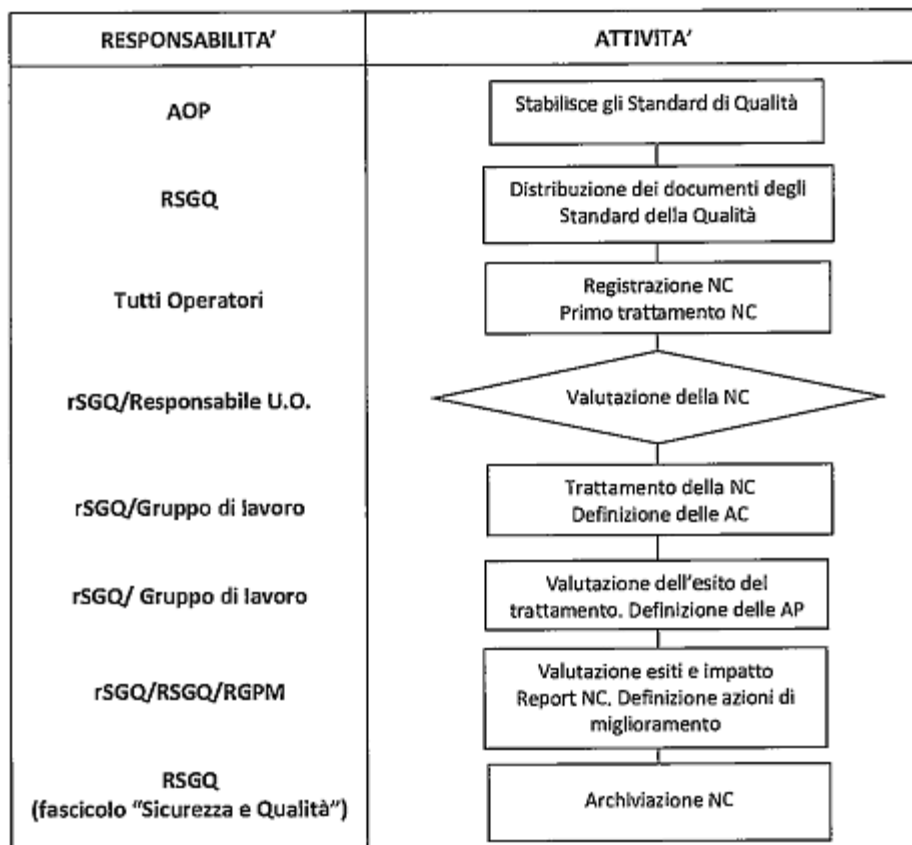 RESPONSABILITA’
ATTIVITA’
AOP
Stabilisce gli Standard di Qualità
RSGQ
Distribuzione dei documenti degli
Standard della Qualità
Tutti Operatori
Registrazione NC
Primo trattamento NC
rSGQ/Responsabile U.O.
Valutazione della NC
rSGQ/Gruppo di lavoro
Trattamento della NC
Definizione delle AC
rSGQ/ Gruppo di lavoro
Valutazione dell’esito del
trattamento. Definizione delle AP
rSGQ/RSGQ/RGPM
Valutazione esiti e impatto
Report NC. Definizione azioni di
miglioramento
RSGQ
(fascicolo “Sicurezza e Qualità”)
Archiviazione NC